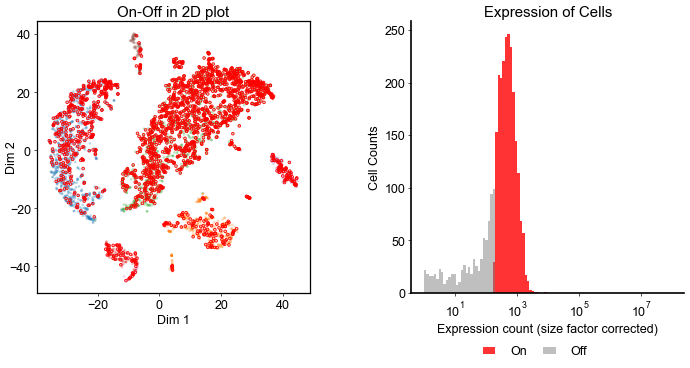 On-Off in 2D plot
40
20
0
−20
−40
Dim 2
−20
0
20
40
Dim 1
Expression of Cells
250
200
150
100
50
0
Cell Counts
10^1
10^3
10^5
10^7
Expression count (size factor corrected)
On
Off